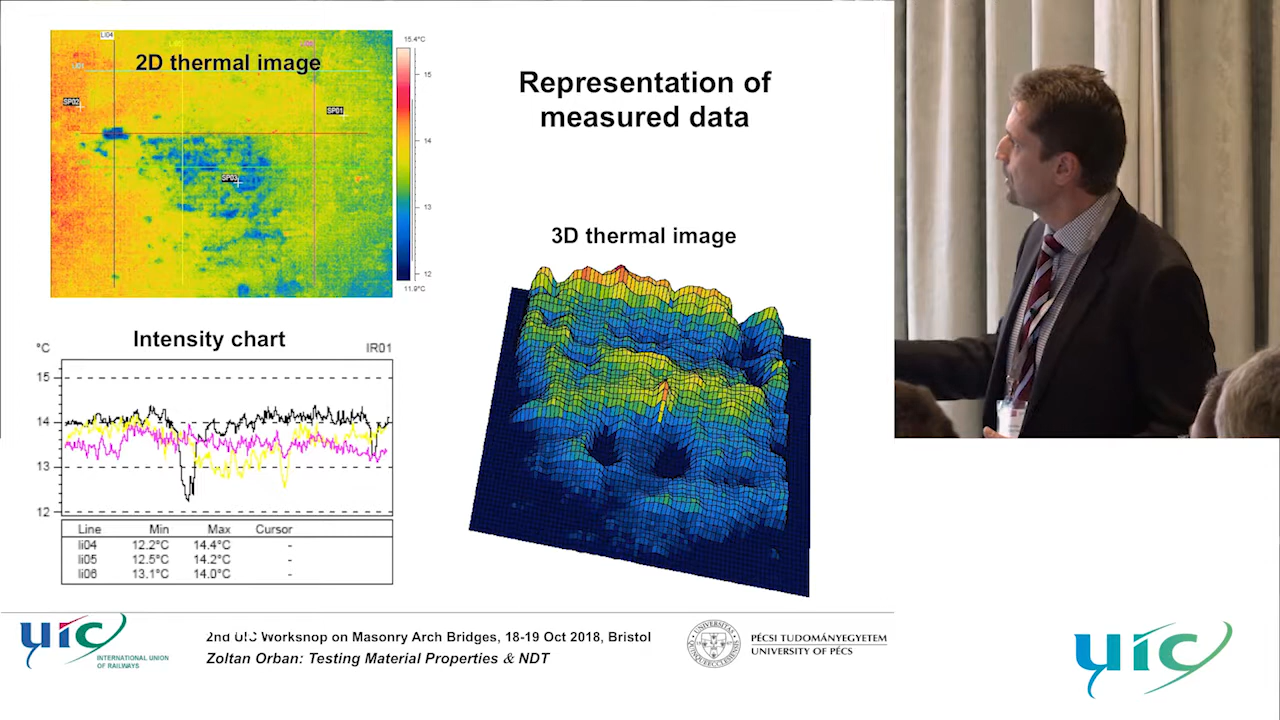 15.4°C
LI04
2D thermal image
15
SP02
SP01
14
SP03
13
12
11.9°C
Representation of
measured data
3D thermal image
Intensity chart
°C
IR01
15
14
13
12
Line Min Max Cursor
li04 12.2°C 14.4°C -
li05 12.5°C 14.2°C -
li06 13.1°C 14.0°C -
uic
INTERNATIONAL UNION
OF RAILWAYS
2nd UIC Workshop on Masonry Arch Bridges, 18-19 Oct 2018, Bristol
Zoltan Orban: Testing Material Properties & NDT
PÉCSI TUDOMÁNYEGYETEM
UNIVERSITY OF PÉCS
uic